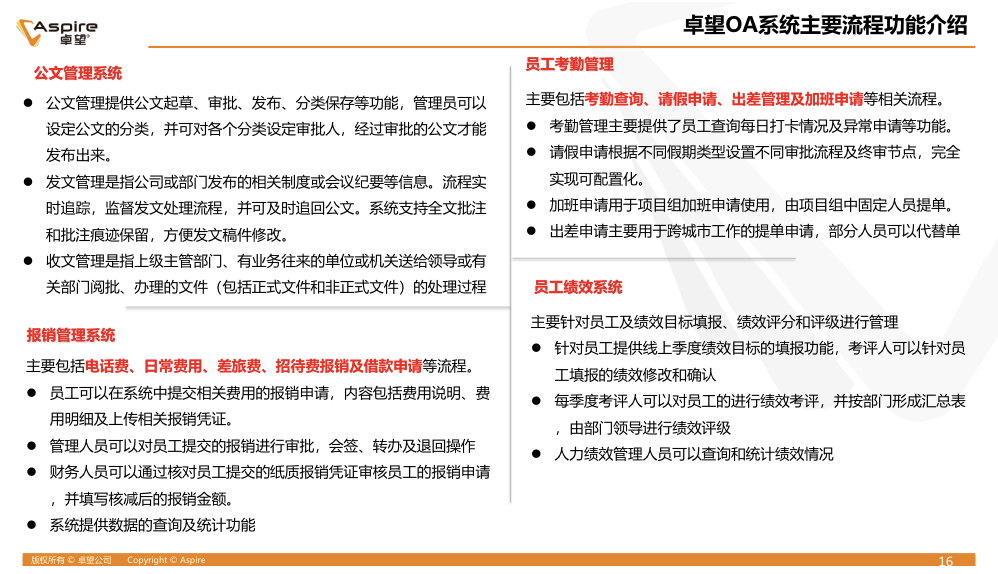 Aspire
卓望
卓望OA系统主要流程功能介绍
公文管理系统
● 公文管理提供公文起草、审批、发布、分类保存等功能，管理员可以
设定公文的分类，并可对各个分类设定审批人，经过审批的公文才能
发布出来。
● 发文管理是指公司或部门发布的相关制度或会议纪要等信息。流程实
时追踪，监督发文处理流程，并可及时追回公文。系统支持全文批注
和批注痕迹保留，方便发文稿件修改。
● 收文管理是指上级主管部门、有业务往来的单位或机关送给领导或有
关部门阅批、办理的文件（包括正式文件和非正式文件）的处理过程
报销管理系统
主要包括电话费、日常费用、差旅费、招待费报销及借款申请等流程。
● 员工可以在系统中提交相关费用的报销申请，内容包括费用说明、费
用明细及上传相关报销凭证。
● 管理人员可以对员工提交的报销进行审批，会签、转办及退回操作
● 财务人员可以通过核对员工提交的纸质报销凭证审核员工的报销申请
，并填写核减后的报销金额。
● 系统提供数据的查询及统计功能
员工考勤管理
主要包括考勤查询、请假申请、出差管理及加班申请等相关流程。
● 考勤管理主要提供了员工查询每日打卡情况及异常申请等功能。
● 请假申请根据不同假期类型设置不同审批流程及终审节点，完全
实现可配置化。
● 加班申请用于项目组加班申请使用，由项目组中固定人员提单。
● 出差申请主要用于跨城市工作的提单申请，部分人员可以代替单
员工绩效系统
主要针对员工及绩效目标填报、绩效评分和评级进行管理
● 针对员工提供线上季度绩效目标的填报功能，考评人可以针对员
工填报的绩效修改和确认
● 每季度考评人可以对员工的进行绩效考评，并按部门形成汇总表
，由部门领导进行绩效评级
● 人力绩效管理人员可以查询和统计绩效情况
版权所有 © 卓望公司 Copyright © Aspire
16